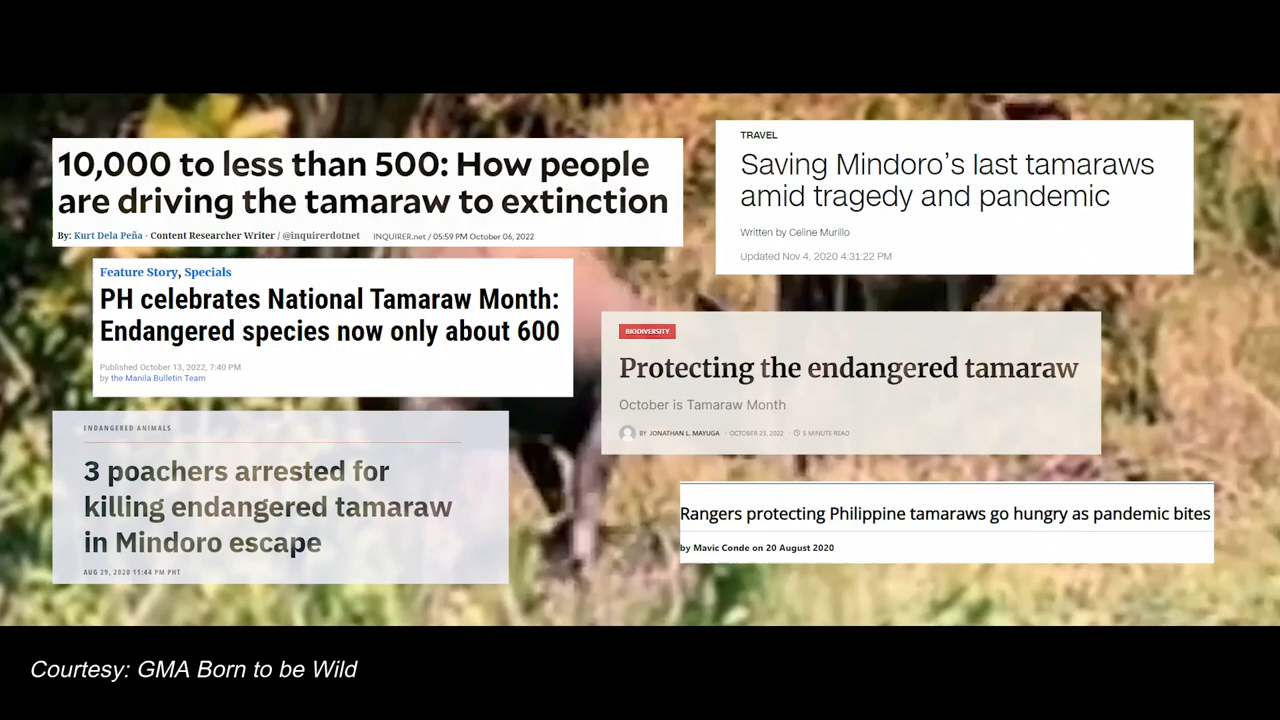 10,000 to less than 500: How people
are driving the tamaraw to extinction
By: Kurt Dela Peña - Content Researcher Writer / @inquirerdotnet INQUIRER.net / 05:59 PM October 06, 2022
Feature Story, Specials
PH celebrates National Tamaraw Month:
Endangered species now only about 600
Published October 13, 2022, 7:40 PM
by the Manila Bulletin Team
ENDANGERED ANIMALS
3 poachers arrested for
killing endangered tamaraw
in Mindoro escape
AUG 29, 2020 11:44 PM PHT
TRAVEL
Saving Mindoro's last tamaraws
amid tragedy and pandemic
Written by Celine Murillo
Updated Nov 4, 2020 4:31:22 PM
BIODIVERSITY
Protecting the endangered tamaraw
October is Tamaraw Month
BY JONATHAN L. MAYUGA · OCTOBER 23, 2022 · 5 MINUTE READ
Rangers protecting Philippine tamaraws go hungry as pandemic bites
by Mavic Conde on 20 August 2020
Courtesy: GMA Born to be Wild